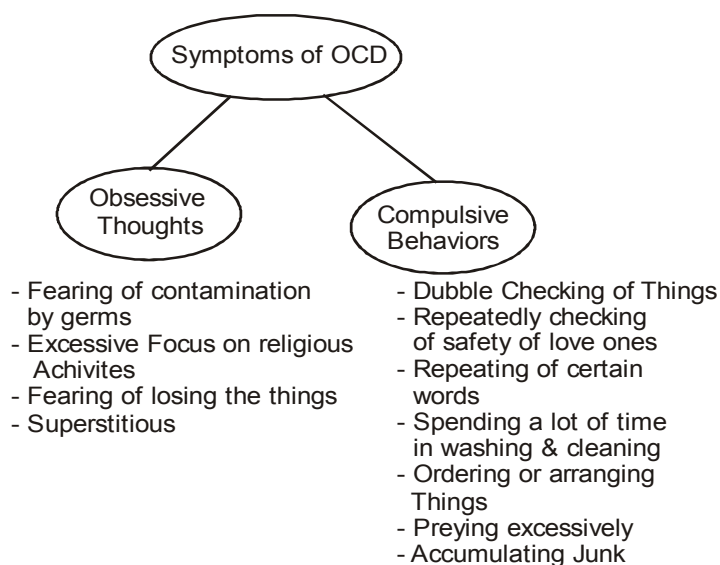 Symptoms of OCD
Obsessive
Thoughts
- Fearing of contamination
by germs
- Excessive Focus on religious
Achivites
- Fearing of losing the things
- Superstitious
Compulsive
Behaviors
- Dubble Checking of Things
- Repeatedly checking
of safety of love ones
- Repeating of certain
words
- Spending a lot of time
in washing & cleaning
- Ordering or arranging
Things
- Preying excessively
- Accumulating Junk